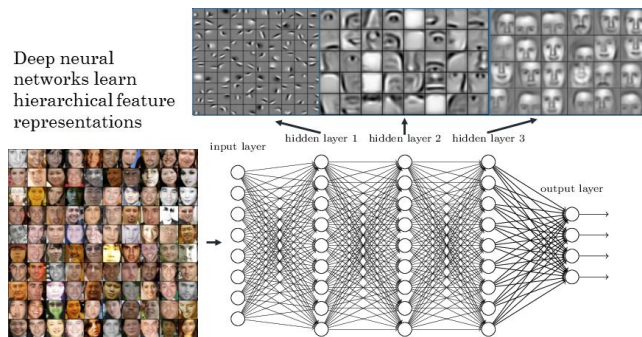 Deep neural
networks learn
hierarchical feature
representations
hidden layer 1 hidden layer 2 hidden layer 3
input layer
output layer